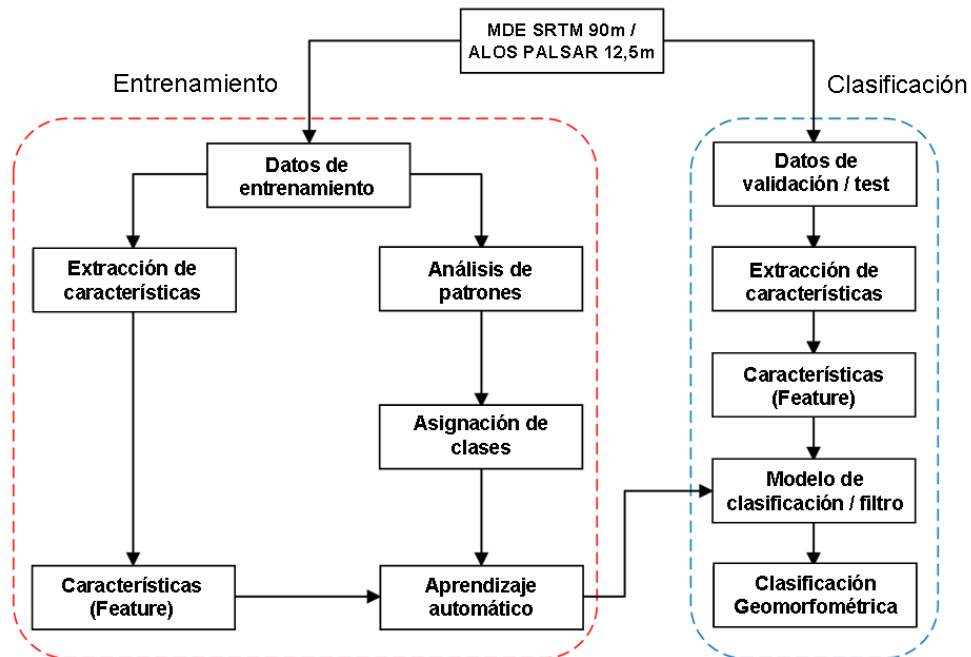 MDE SRTM 90m /
ALOS PALSAR 12,5m
Entrenamiento
Clasificación
Datos de
entrenamiento
Extracción de
características
Análisis de
patrones
Asignación de
clases
Características
(Feature)
Aprendizaje
automático
Datos de
validación / test
Extracción de
características
Características
(Feature)
Modelo de
clasificación / filtro
Clasificación
Geomorfométrica